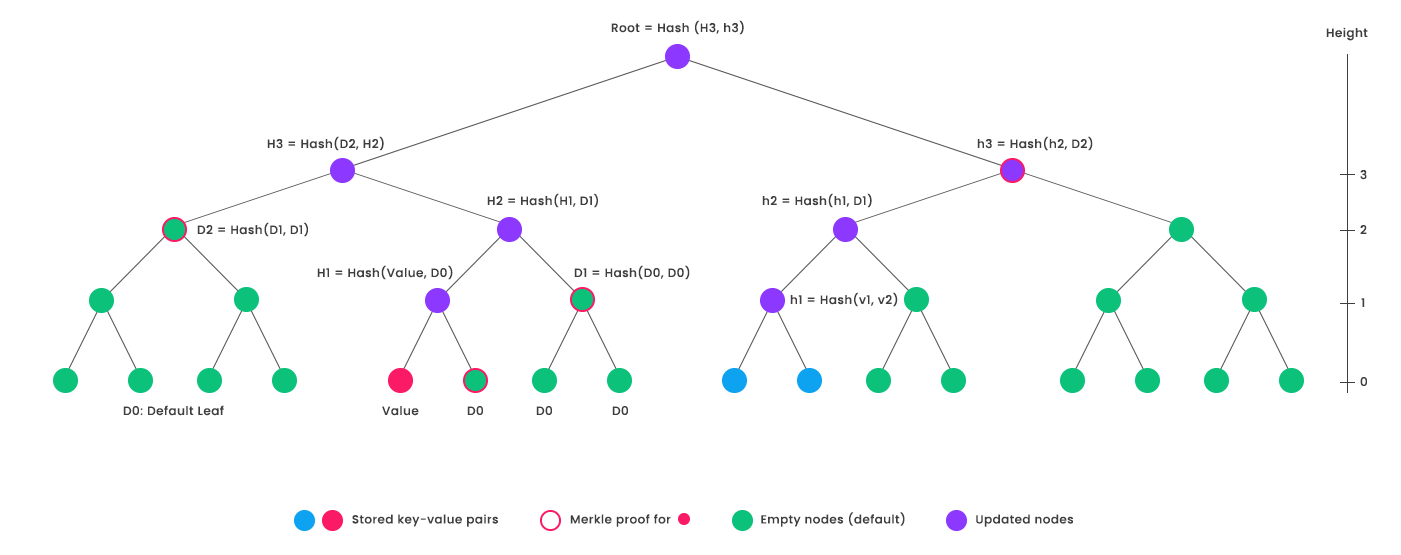 Root = Hash (H3, h3)
Height
H3 = Hash(D2, H2)
h3 = Hash(h2, D2)
3
H2 = Hash(H1, D1)
h2 = Hash(h1, D1)
D2 = Hash(D1, D1)
2
H1 = Hash(Value, D0)
D1 = Hash(D0, D0)
h1 = Hash(v1, v2)
1
0
D0: Default Leaf
Value
D0
D0
D0
Stored key-value pairs
Merkle proof for
Empty nodes (default)
Updated nodes